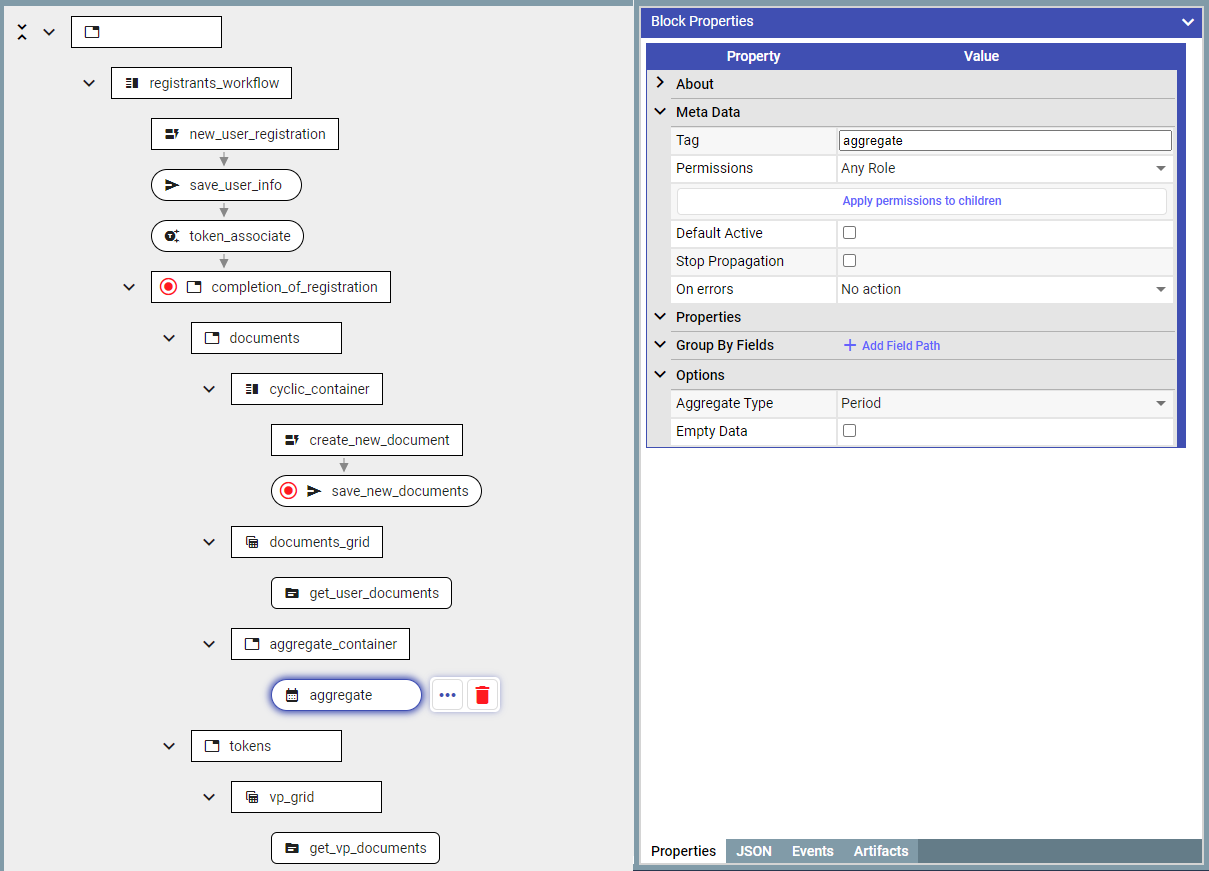 registrants_workflow
new_user_registration
save_user_info
token_associate
completion_of_registration
documents
cyclic_container
create_new_document
save_new_documents
documents_grid
get_user_documents
aggregate_container
aggregate
tokens
vp_grid
get_vp_documents
Block Properties
Property Value
About
Meta Data
Tag aggregate
Permissions Any Role
Apply permissions to children
Default Active
Stop Propagation
On errors No action
Properties
Group By Fields Add Field Path
Options
Aggregate Type Period
Empty Data
Properties JSON Events Artifacts